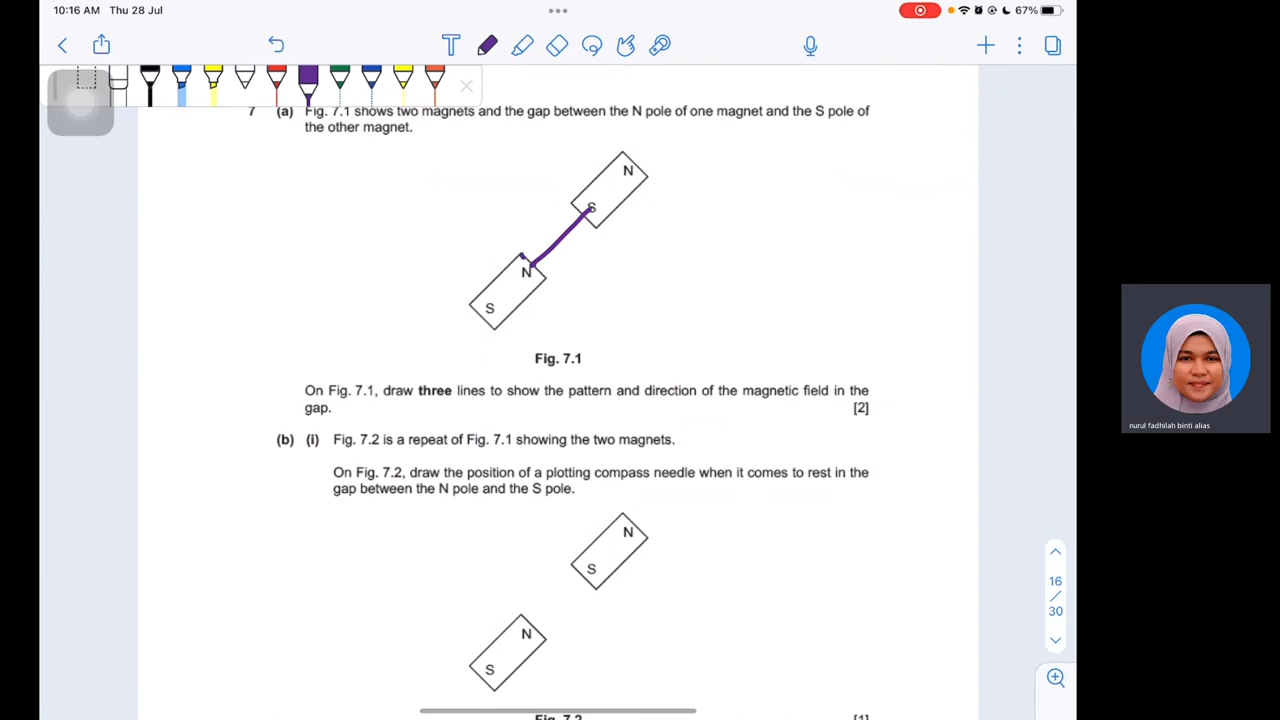 10:16 AM Thu 28 Jul
67%
7 (a) Fig. 7.1 shows two magnets and the gap between the N pole of one magnet and the S pole of
the other magnet.
N
S
N
S
Fig. 7.1
On Fig. 7.1, draw three lines to show the pattern and direction of the magnetic field in the
gap. [2]
(b) (i) Fig. 7.2 is a repeat of Fig. 7.1 showing the two magnets.
On Fig. 7.2, draw the position of a plotting compass needle when it comes to rest in the
gap between the N pole and the S pole.
N
S
N
S
Fig. 7.2 [1]
16
/
30
nurul fadhilah binti alias